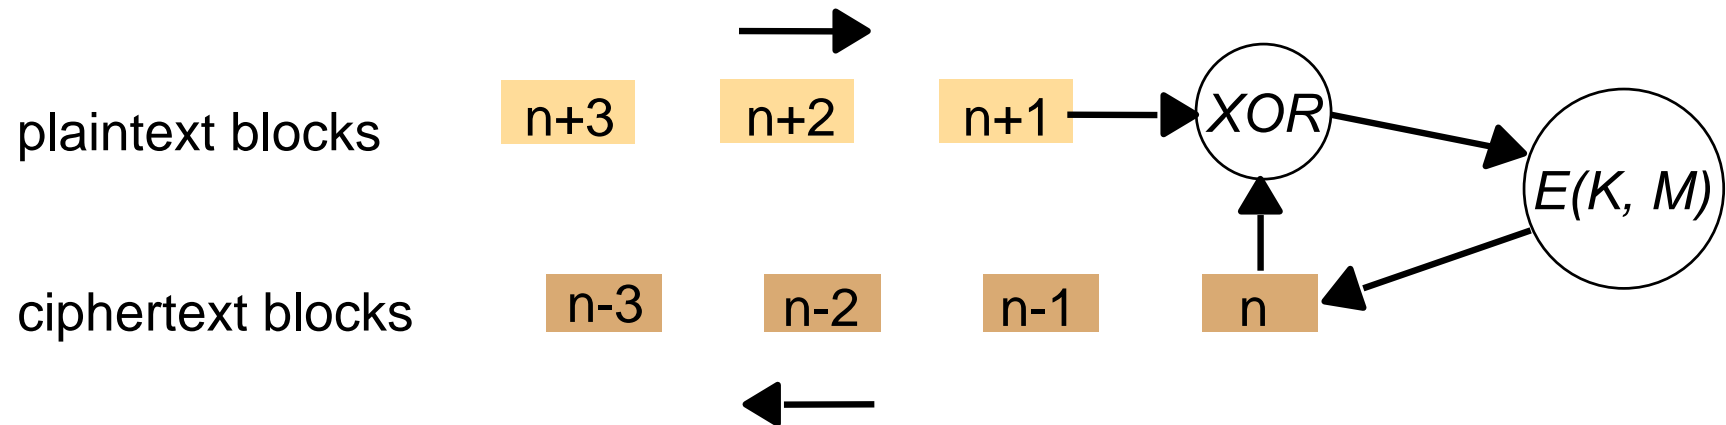 plaintext blocks n+3 n+2 n+1 XOR
E(K, M)
ciphertext blocks n-3 n-2 n-1 n